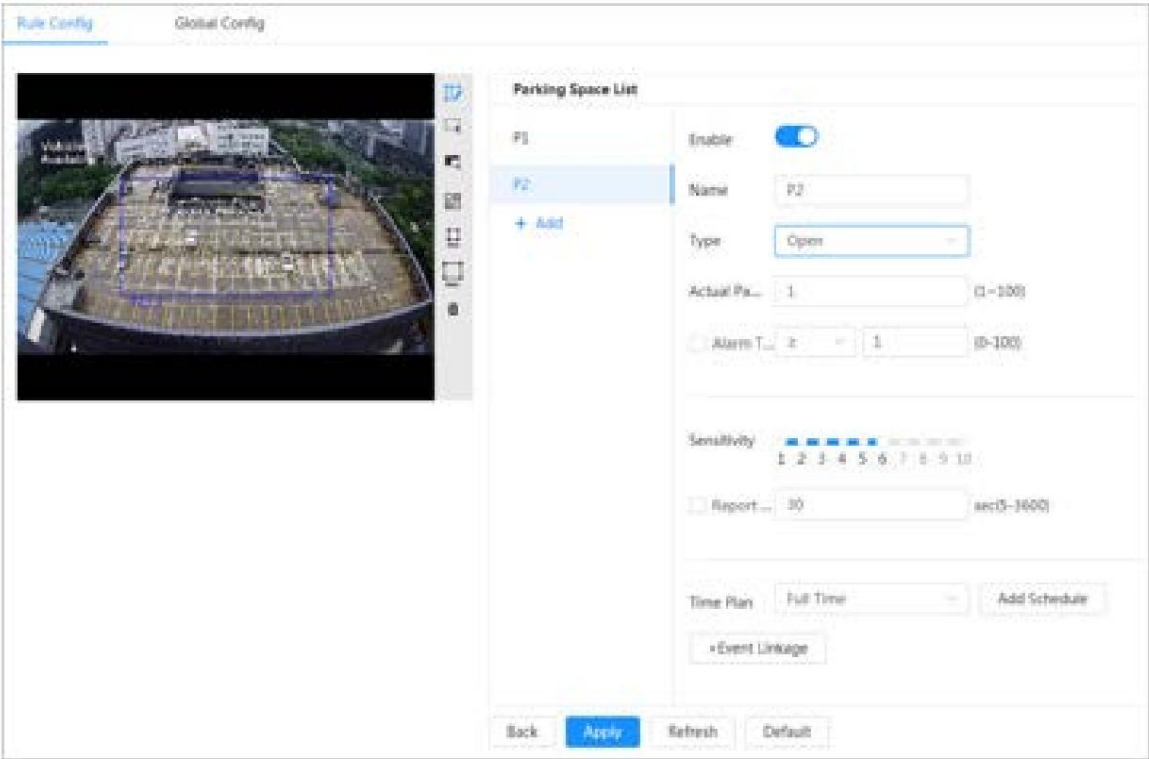 Rule Config Global Config
Parking Space List
P1
P2
+ Add
Enable
Name P2
Type Open
Actual Pa... 1 (1~100)
Alarm T... ≥ 1 (0-100)
Sensitivity
1 2 3 4 5 6 7 8 9 10
Report ... 30 sec(5-3600)
Time Plan Full Time Add Schedule
+Event Linkage
Back Apply Refresh Default